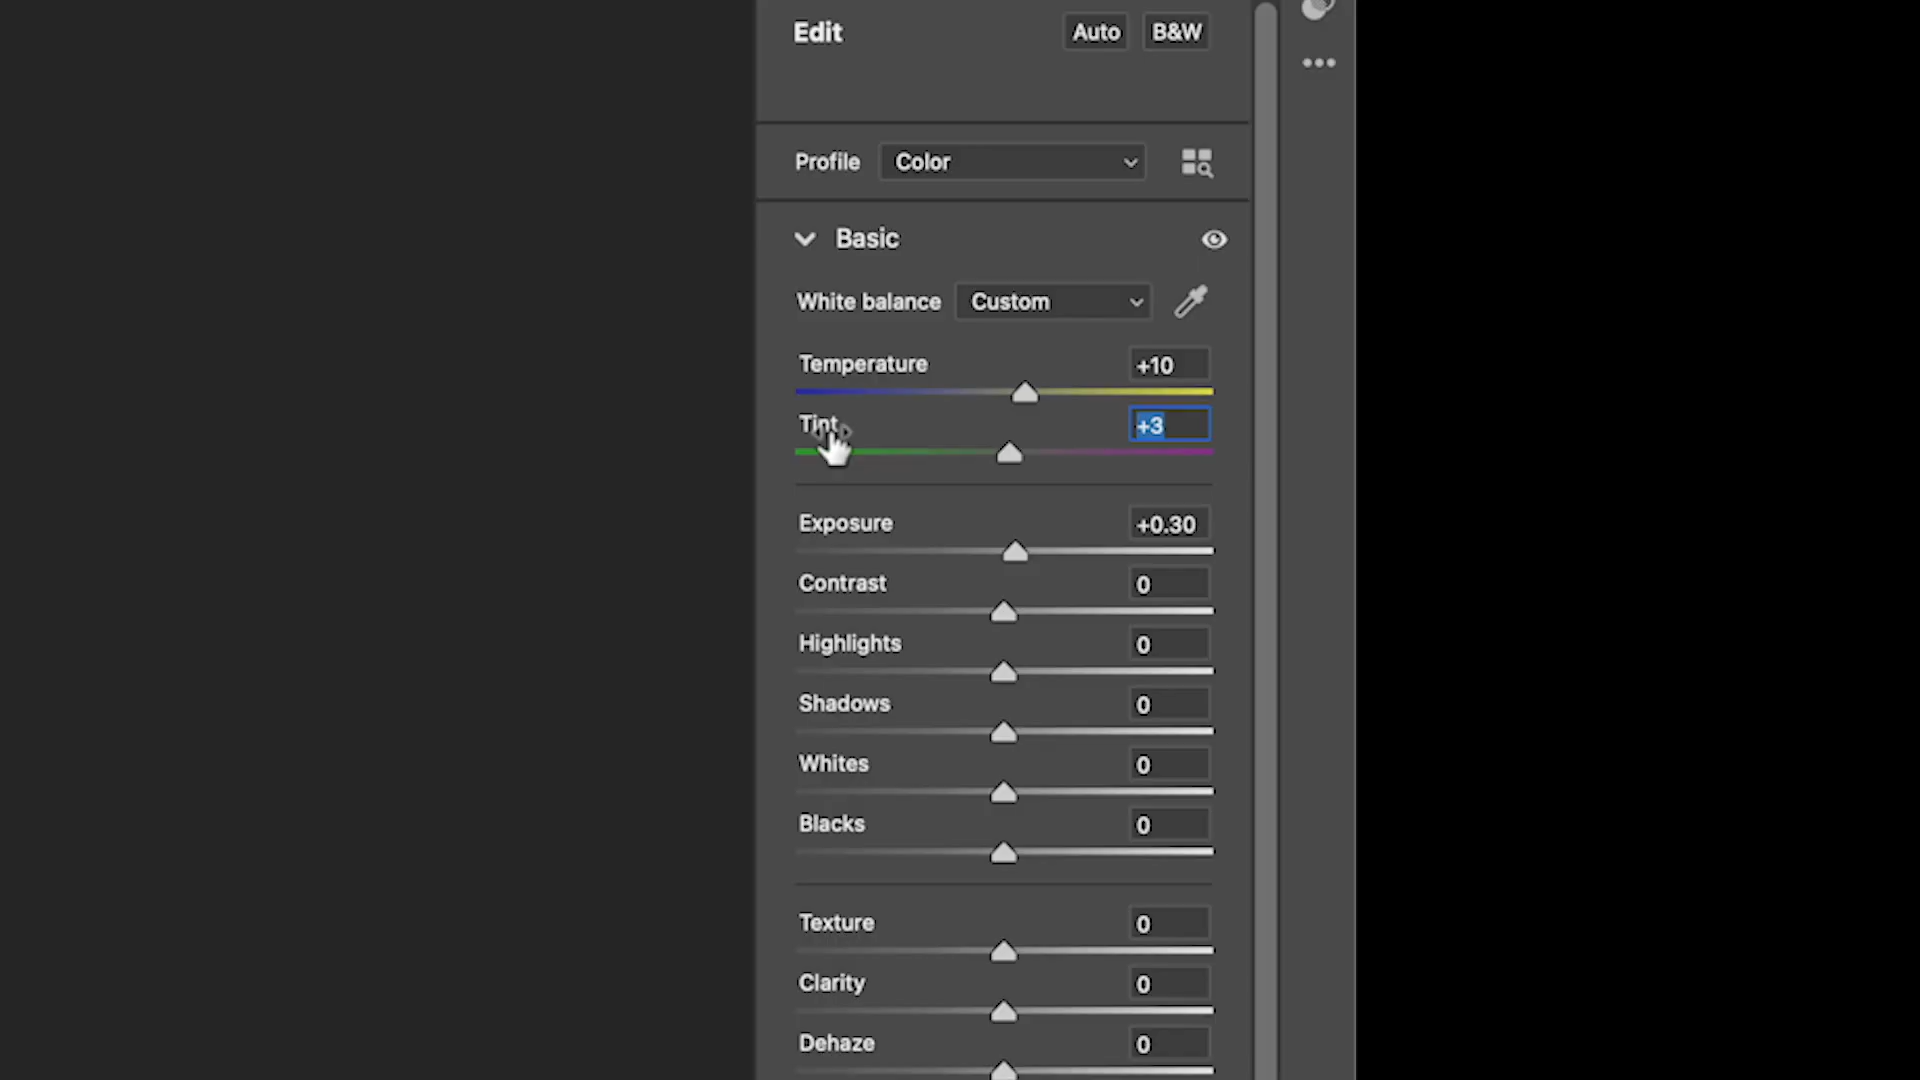 Edit Auto B&W
Profile Color
Basic
White balance Custom
Temperature +10
Tint +3
Exposure +0.30
Contrast 0
Highlights 0
Shadows 0
Whites 0
Blacks 0
Texture 0
Clarity 0
Dehaze 0